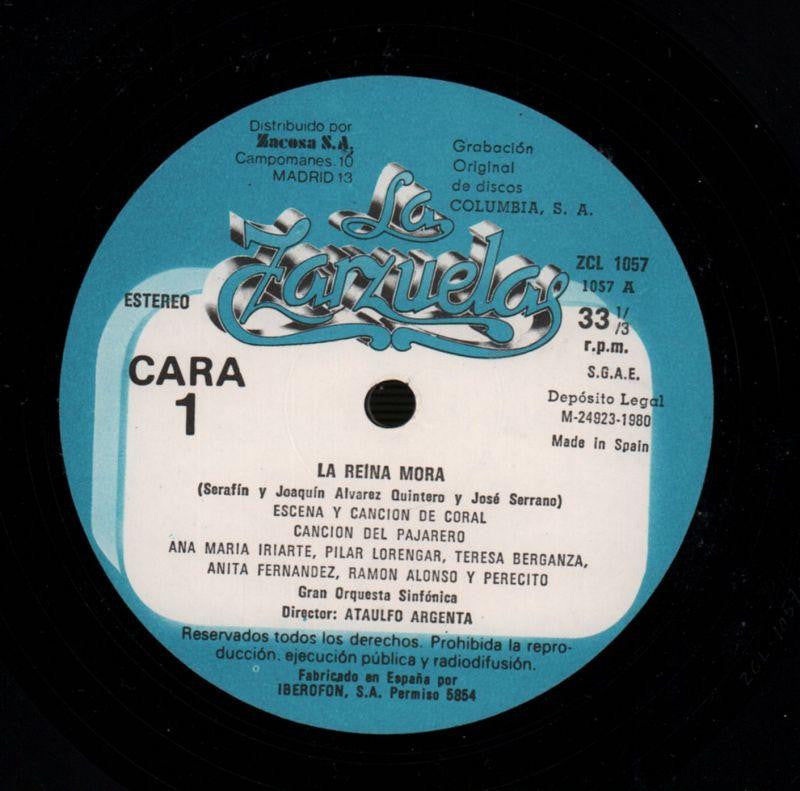 Distribuido por
Zacosa S.A.
Campomanes. 10
MADRID 13
Grabación
Original
de discos
COLUMBIA, S. A.
La
Zarzuela
ZCL 1057
1057 A
ESTEREO
33 1/3
r.p.m.
CARA
1
S.G.A.E.
Depósito Legal
M-24923-1980
Made in Spain
LA REINA MORA
(Serafín y Joaquín Alvarez Quintero y José Serrano)
ESCENA Y CANCION DE CORAL
CANCION DEL PAJARERO
ANA MARIA IRIARTE, PILAR LORENGAR, TERESA BERGANZA,
ANITA FERNANDEZ, RAMON ALONSO Y PERECITO
Gran Orquesta Sinfónica
Director: ATAULFO ARGENTA
Reservados todos los derechos. Prohibida la repro-
ducción. ejecución pública y radiodifusión.
Fabricado en España por
IBEROFON, S.A. Permiso 5854
ZCL-1057